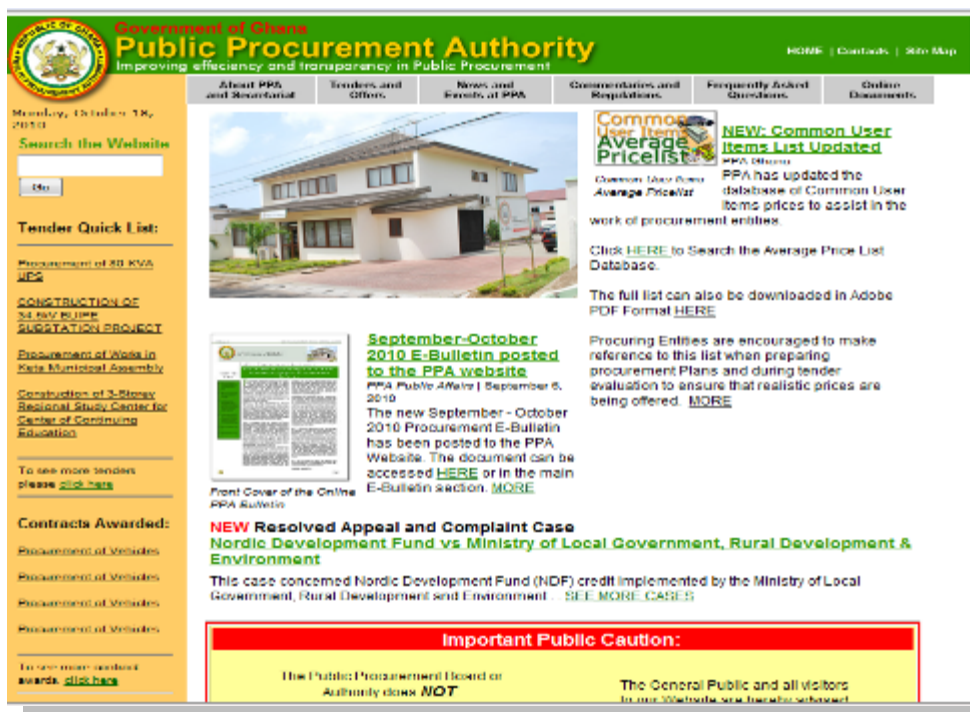 Government of Ghana
Public Procurement Authority
Improving effeciency and transparency in Public Procurement
HOME | Contacts | Site Map
About PPA
and Secretariat
Tenders and
Offers
News and
Events at PPA
Commentaries and
Regulations
Frequently Asked
Questions
Online
Documents
Monday, October 18,
2010
Search the Website
Go
Tender Quick List:
Procurement of 80 KVA
UPS
CONSTRUCTION OF
34.5kV BUIPE
SUBSTATION PROJECT
Procurement of Works in
Keta Municipal Assembly
Construction of 3-Storey
Regional Study Center for
Center of Continuing
Education
To see more tenders
please click here
Contracts Awarded:
Procurement of Vehicles
Procurement of Vehicles
Procurement of Vehicles
Procurement of Vehicles
To see more contract
awards, click here
Common
User Items
Average
Pricelist
Common User Items
Average Pricelist
NEW: Common User
Items List Updated
PPA Ghana
PPA has updated the
database of Common User
Items prices to assist in the
work of procurement entities.
Click HERE to Search the Average Price List
Database.
The full list can also be downloaded in Adobe
PDF Format HERE
Procuring Entities are encouraged to make
reference to this list when preparing
procurement Plans and during tender
evaluation to ensure that realistic prices are
being offered. MORE
September-October
2010 E-Bulletin posted
to the PPA website
PPA Public Affairs | September 6,
2010
The new September - October
2010 Procurement E-Bulletin
has been posted to the PPA
Website. The document can be
accessed HERE or in the main
E-Bulletin section. MORE
Front Cover of the Online
PPA Bulletin
NEW Resolved Appeal and Complaint Case
Nordic Development Fund vs Ministry of Local Government, Rural Development &
Environment
This case concerned Nordic Development Fund (NDF) credit implemented by the Ministry of Local
Government, Rural Development and Environment... SEE MORE CASES
Important Public Caution:
The Public Procurement Board or
Authority does NOT
The General Public and all visitors
to our Website are hereby advised